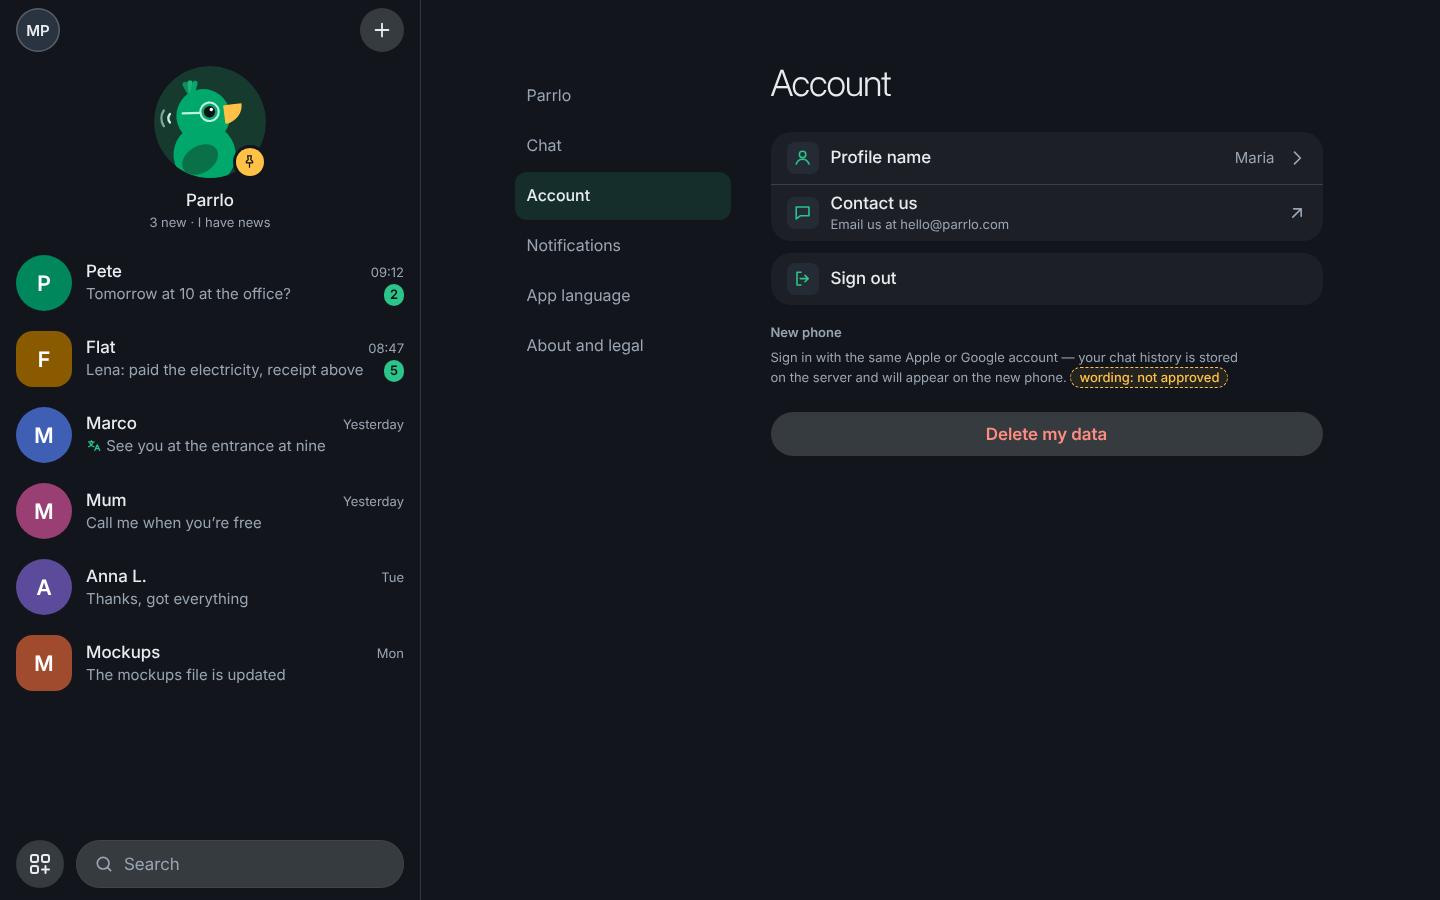 MP
Parrlo
3 new · I have news
P
Pete
09:12
Tomorrow at 10 at the office?
2
F
Flat
08:47
Lena: paid the electricity, receipt above
5
M
Marco
Yesterday
See you at the entrance at nine
M
Mum
Yesterday
Call me when you’re free
A
Anna L.
Tue
Thanks, got everything
M
Mockups
Mon
The mockups file is updated
Search
Parrlo
Chat
Account
Notifications
App language
About and legal
Account
Profile name
Maria
Contact us
Email us at hello@parrlo.com
Sign out
New phone
Sign in with the same Apple or Google account — your chat history is stored
on the server and will appear on the new phone. wording: not approved
Delete my data